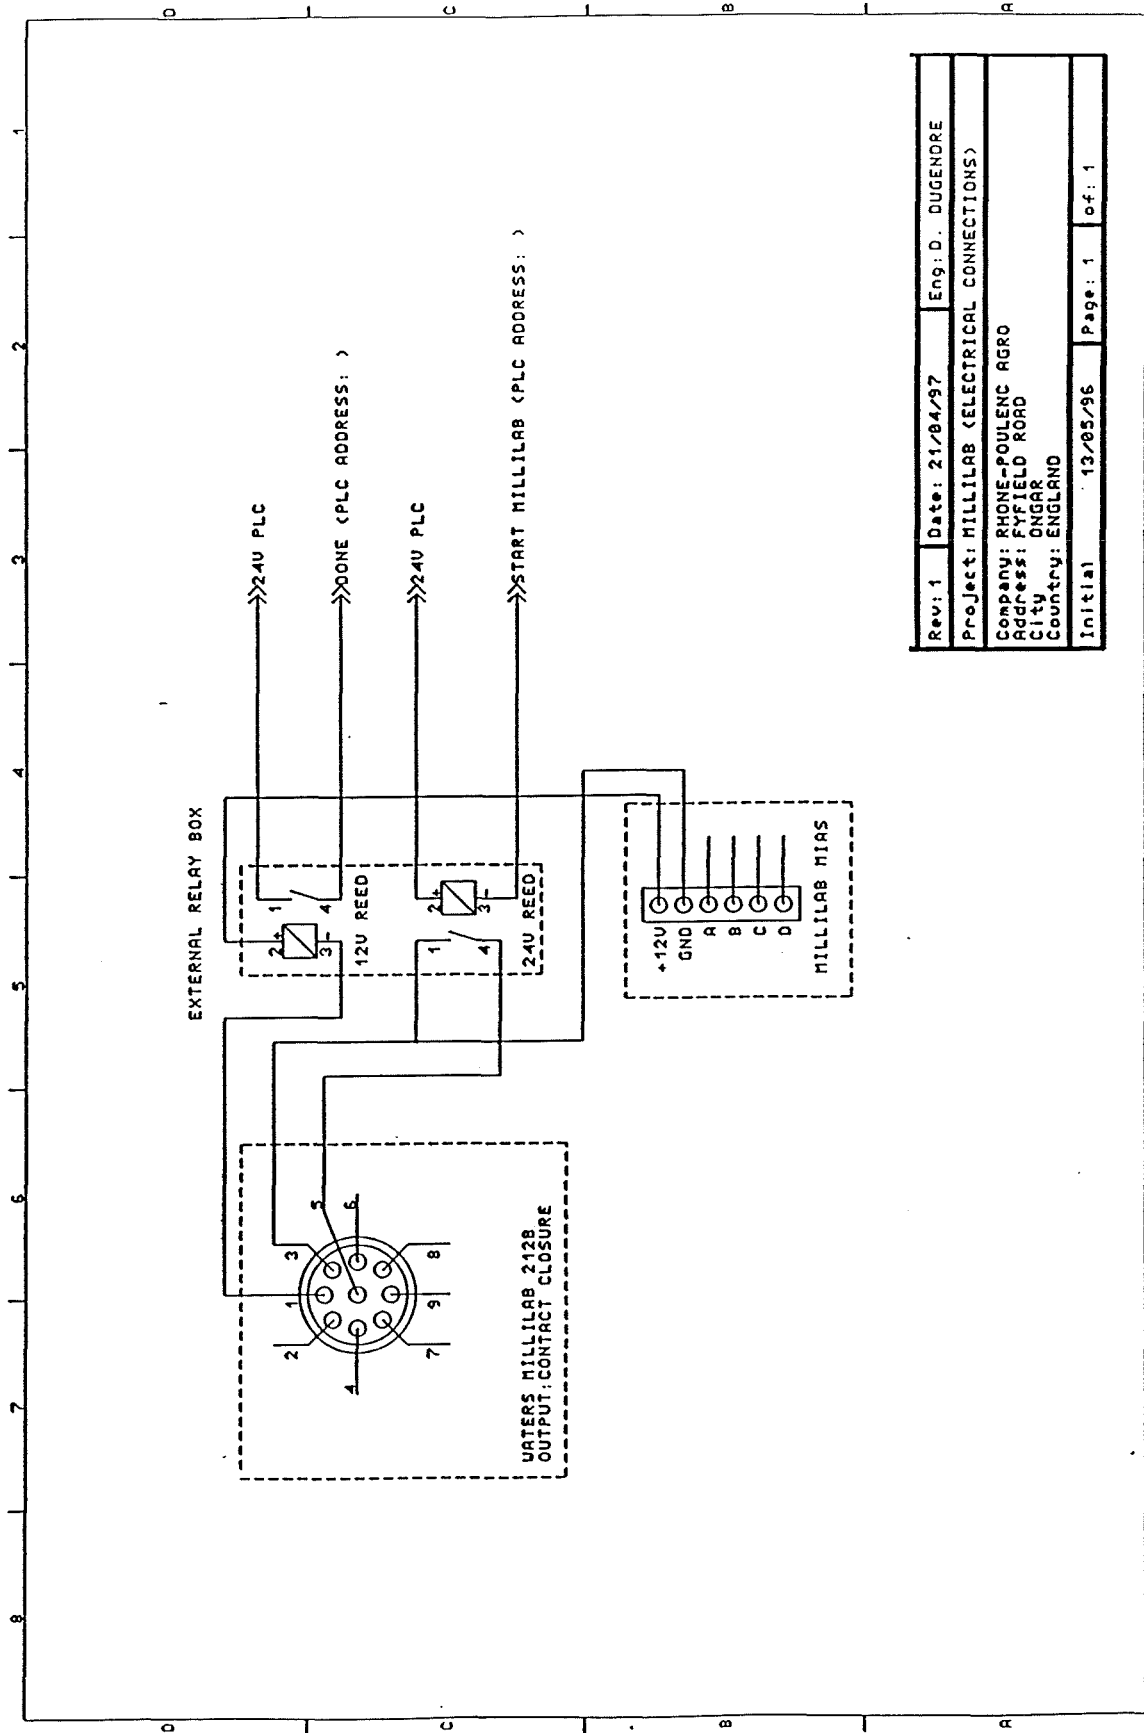 8 7 6 5 4 3 2 1
D D
EXTERNAL RELAY BOX
24V PLC
1
2 +
1
3
2
3 -
4
DONE (PLC ADDRESS: )
5
12V REED
4
6
24V PLC
2 +
1
7 9 8
3 -
4
START MILLILAB (PLC ADDRESS: )
C C
WATERS MILLILAB 212B
OUTPUT:CONTACT CLOSURE
24V REED
+12V
GND
A
B
C
D
MILLILAB MIAS
B B
Rev: 1 Date: 21/04/97 Eng: D. DUGENDRE
Project: MILLILAB (ELECTRICAL CONNECTIONS)
Company: RHONE-POULENC AGRO
Address: FYFIELD ROAD
City ONGAR
Country: ENGLAND
Initial 13/05/96 Page: 1 of: 1
A A